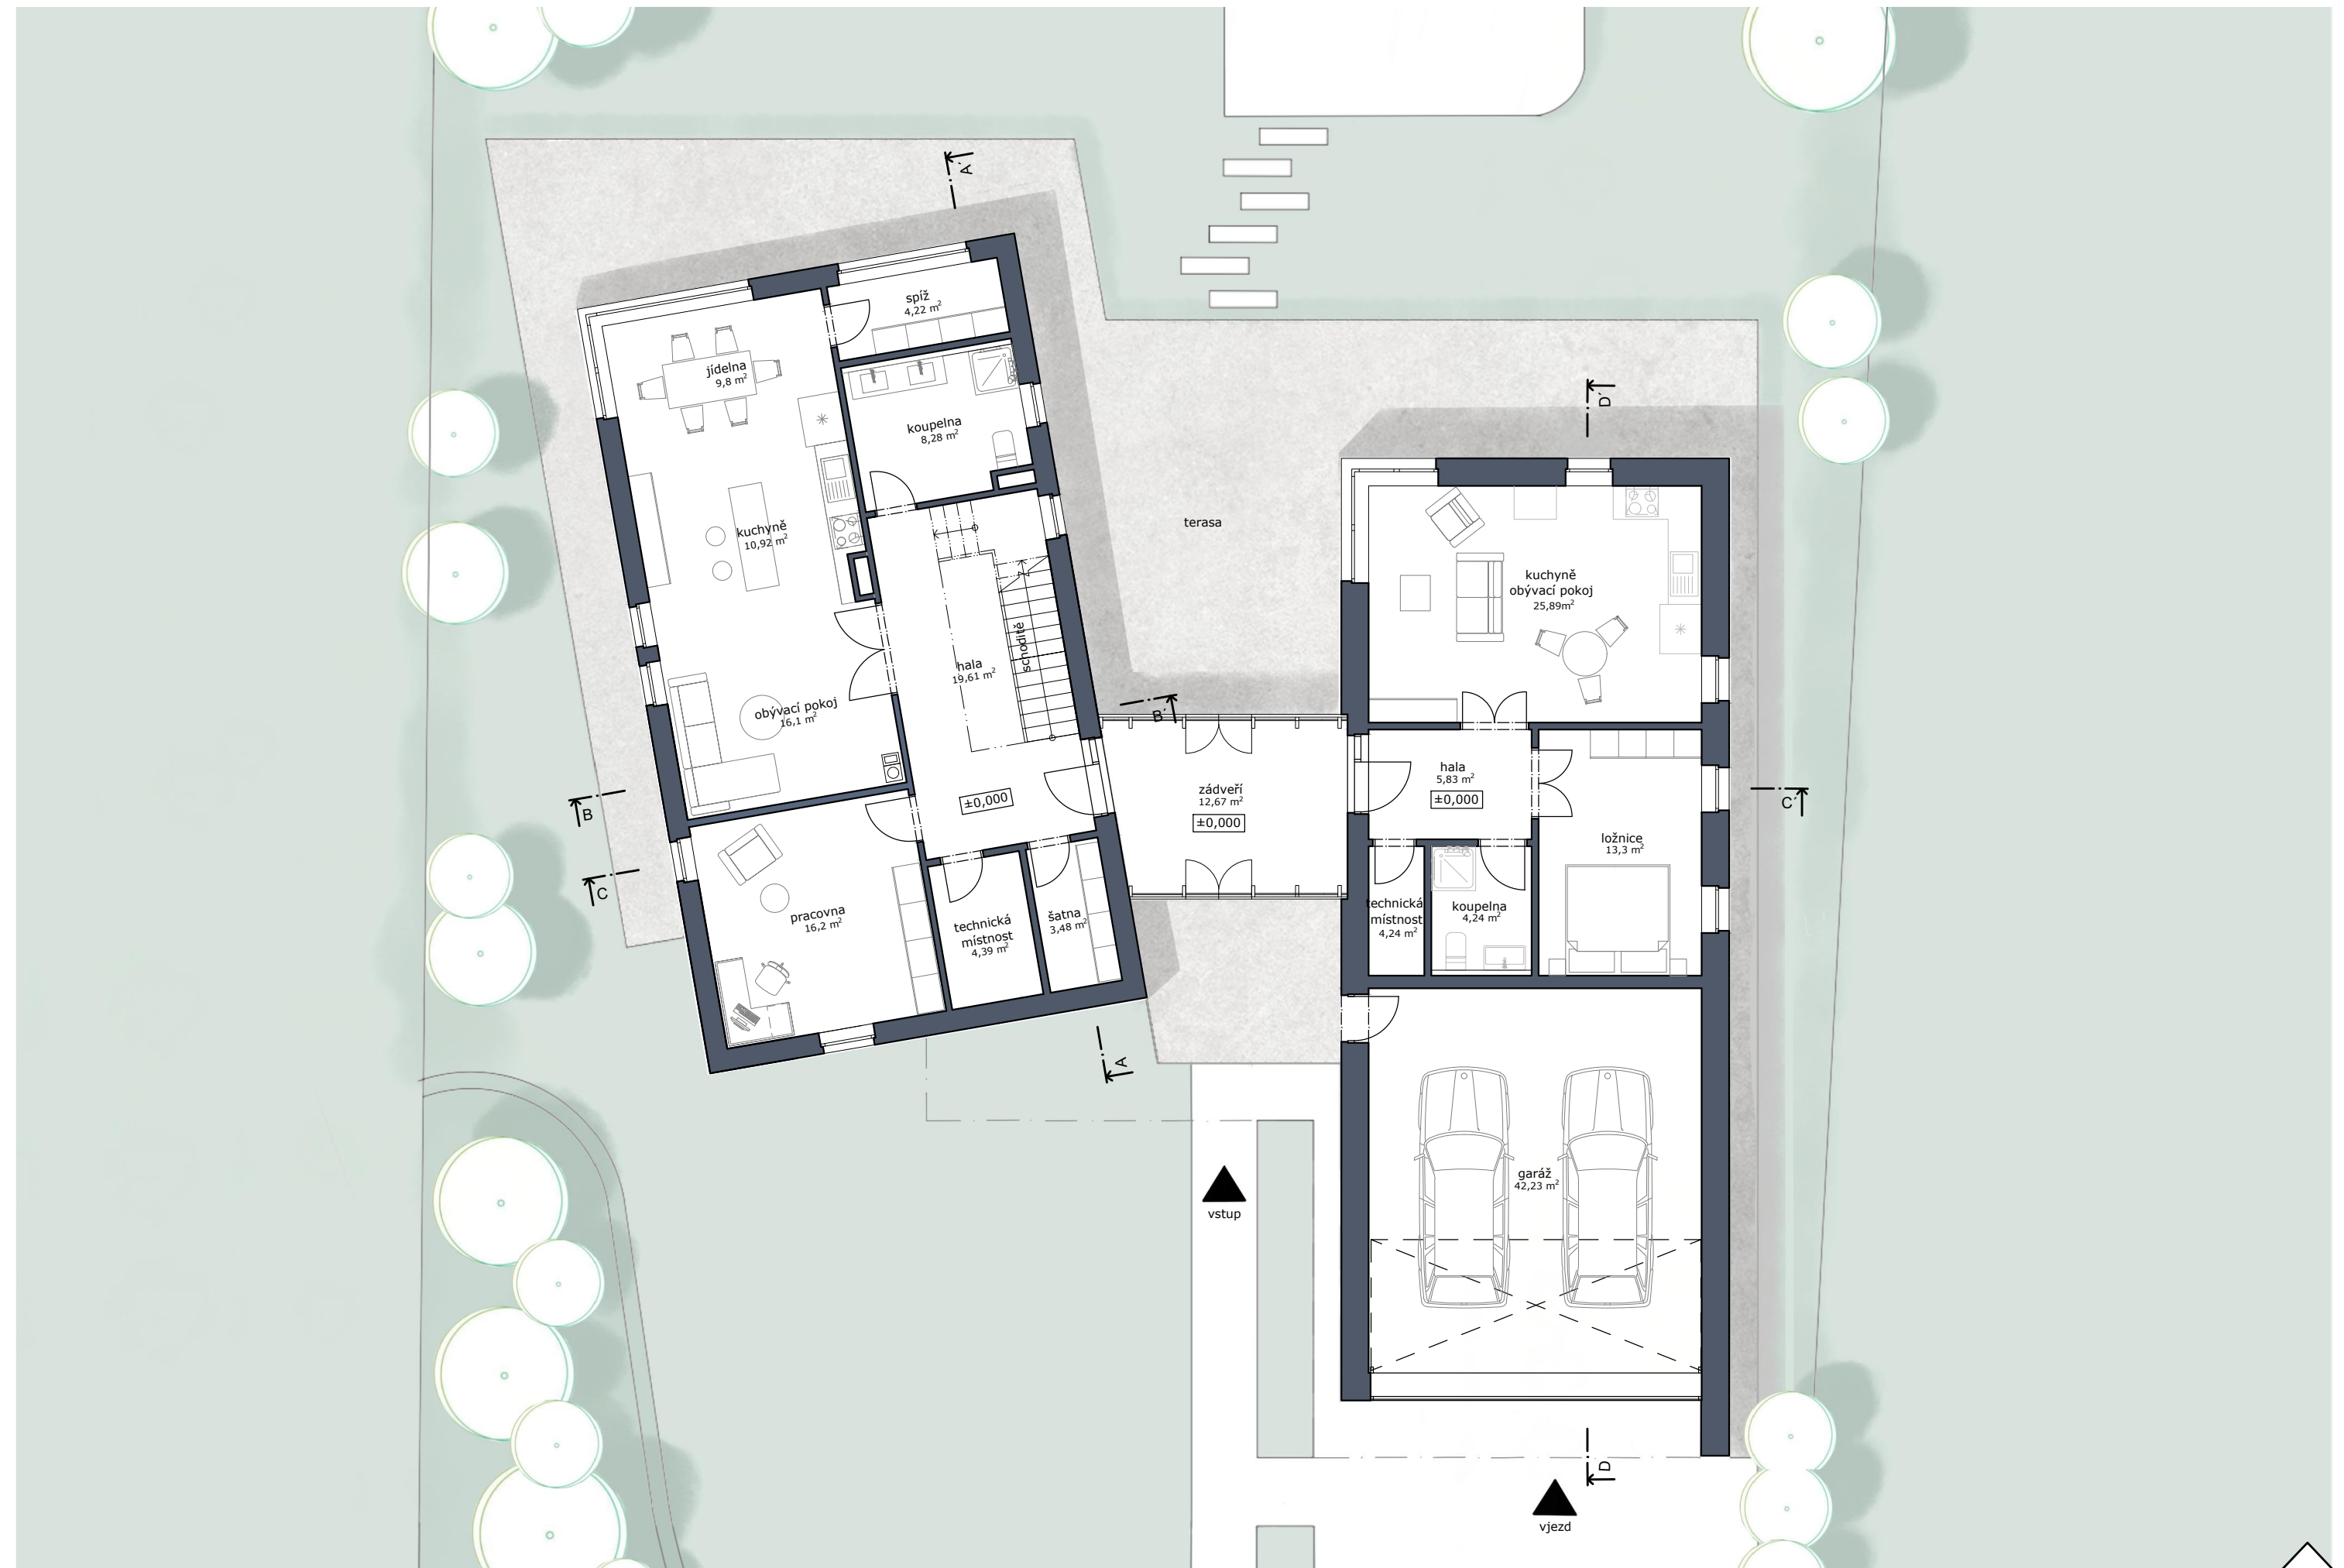 A´
spíž
4,22 m²
jídelna
9,8 m²
koupelna
8,28 m²
kuchyně
10,92 m²
schoditě
hala
19,61 m²
obývací pokoj
16,1 m²
±0,000
pracovna
16,2 m²
technická
místnost
4,39 m²
šatna
3,48 m²
B
C
A
B´
terasa
zádveří
12,67 m²
±0,000
D´
kuchyně
obývací pokoj
25,89m²
hala
5,83 m²
±0,000
C´
ložnice
13,3 m²
technická
místnost
4,24 m²
koupelna
4,24 m²
garáž
42,23 m²
vstup
D
vjezd